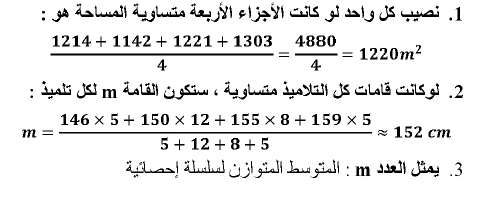 1. نصيب كل واحد لو كانت الأجزاء الأربعة متساوية المساحة هو :
(1214 + 1142 + 1221 + 1303)/4 = 4880/4 = 1220m²
2. لوكانت قامات كل التلاميذ متساوية ، ستكون القامة m لكل تلميذ :
m = (146 × 5 + 150 × 12 + 155 × 8 + 159 × 5)/(5 + 12 + 8 + 5) ≈ 152 cm
3. يمثل العدد m : المتوسط المتوازن لسلسلة إحصائية